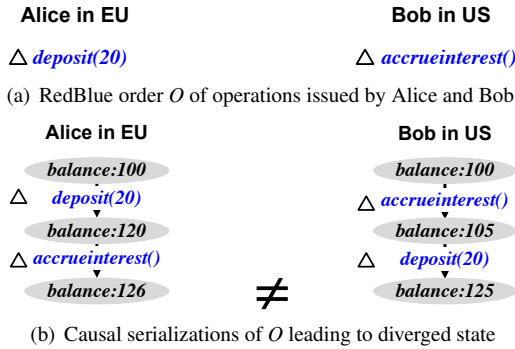 Alice in EU Bob in US
△ deposit(20) △ accrueinterest()
(a) RedBlue order O of operations issued by Alice and Bob
Alice in EU Bob in US
balance:100 balance:100
△ deposit(20) △ accrueinterest()
balance:120 balance:105
△ accrueinterest() △ deposit(20)
balance:126 ≠ balance:125
(b) Causal serializations of O leading to diverged state